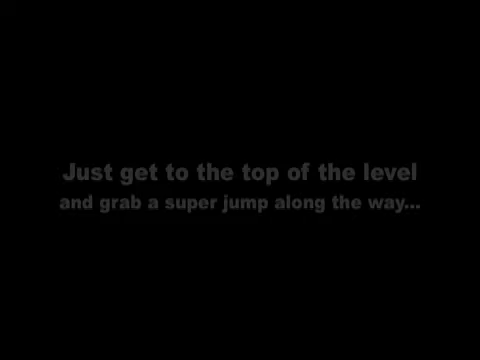 Just get to the top of the level
and grab a super jump along the way...